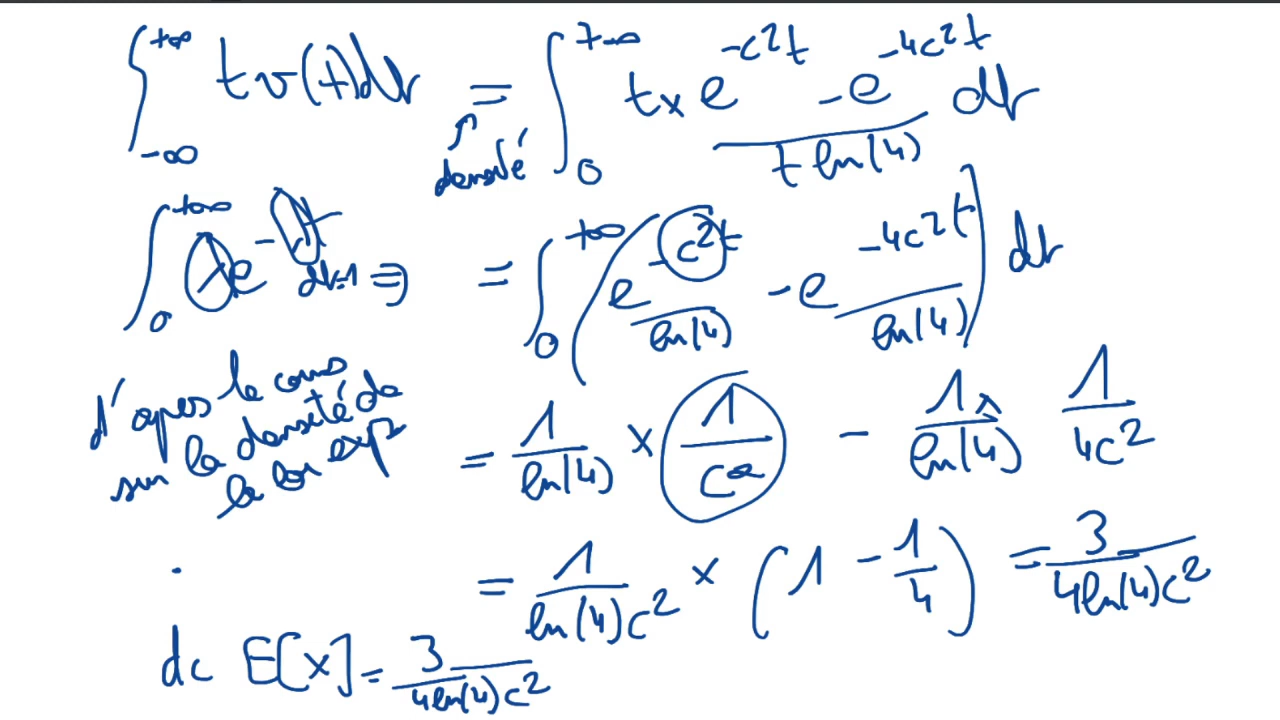 ∫_{-∞}^{+∞} t v(t)dt = ∫_0^{+∞} t × (e^{-c²t} - e^{-4c²t})/(t ln(4)) dt
↑
densité
∫_0^{+∞} λe^{-λt} dt=1 ⇒
= ∫_0^{+∞} (e^{-c²t}/ln(4) - e^{-4c²t}/ln(4)) dt
d'apres le cours
sur la densité de
la loi exp
= 1/ln(4) × 1/c² - 1/ln(4) × 1/4c²
= 1/(ln(4)c²) × (1 - 1/4) = 3/(4ln(4)c²)
dc E[X] = 3/(4ln(4)c²)